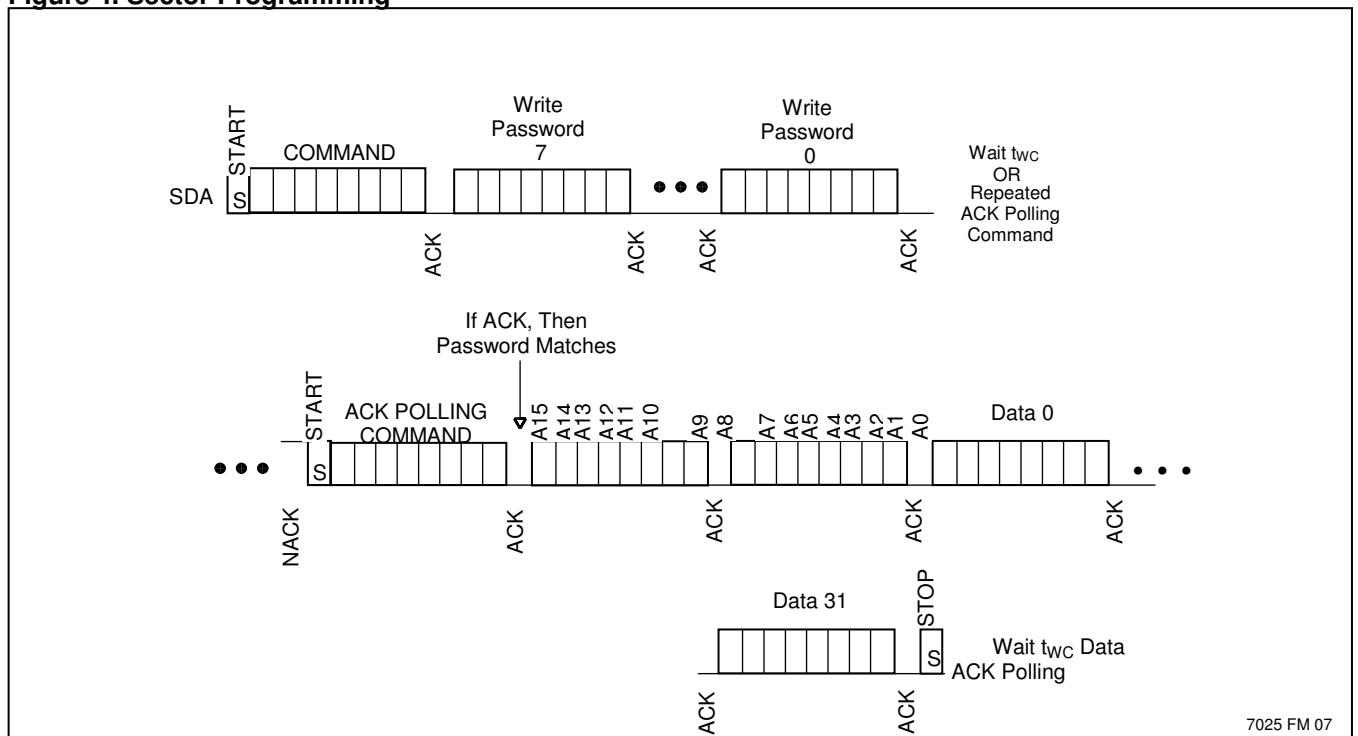 Figure 4. Sector Programming
SDA
START
S
COMMAND
ACK
Write
Password
7
ACK
ACK
Write
Password
0
ACK
Wait tWC
OR
Repeated
ACK Polling
Command
If ACK, Then
Password Matches
NACK
START
S
ACK POLLING
COMMAND
ACK
A15
A14
A13
A12
A11
A10
A9
A8
ACK
A7
A6
A5
A4
A3
A2
A1
A0
ACK
Data 0
ACK
ACK
Data 31
ACK
STOP
S
Wait tWC Data
ACK Polling
7025 FM 07